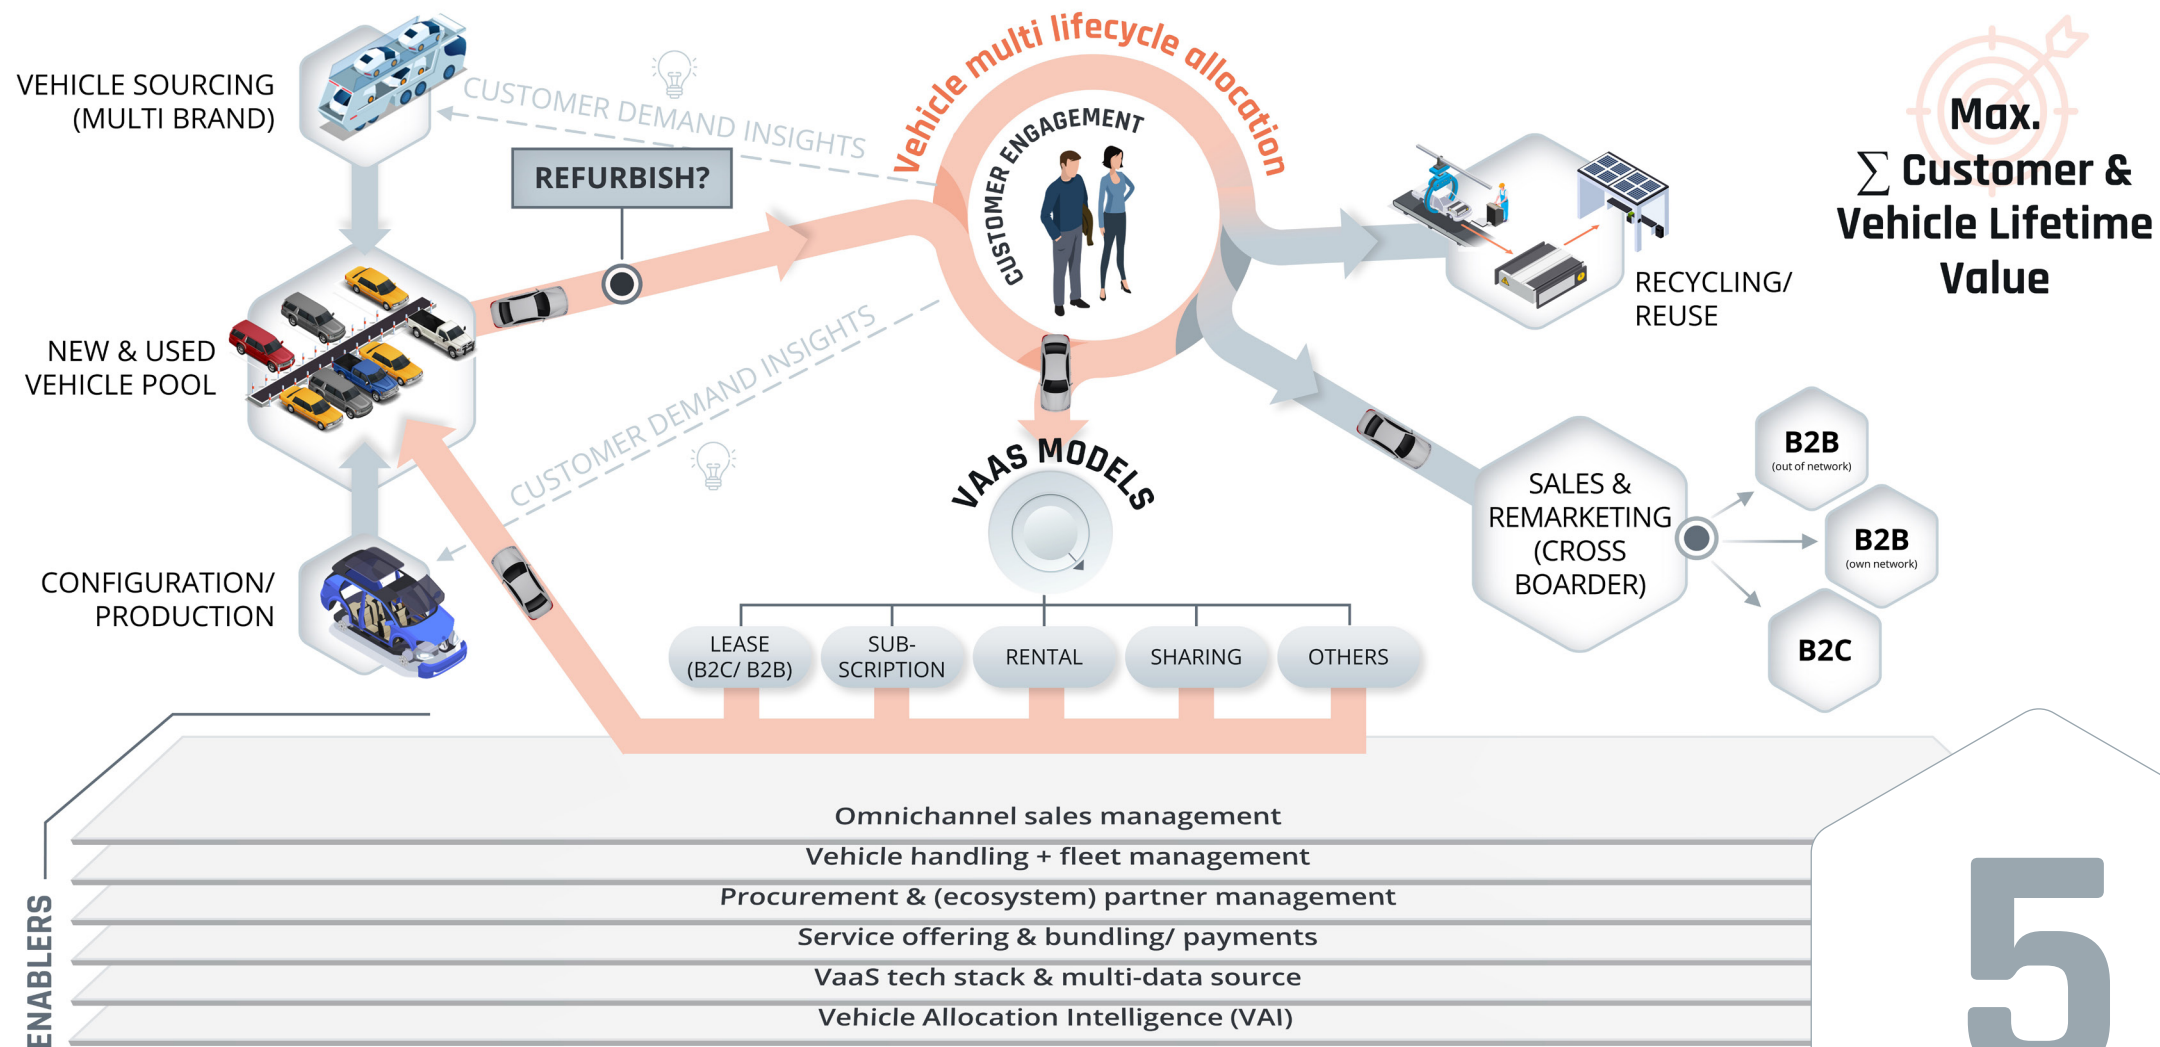 VEHICLE SOURCING
(MULTI BRAND)
CUSTOMER DEMAND INSIGHTS
REFURBISH?
NEW & USED
VEHICLE POOL
CUSTOMER DEMAND INSIGHTS
CONFIGURATION/
PRODUCTION
Vehicle multi lifecycle allocation
CUSTOMER ENGAGEMENT
VAAS MODELS
LEASE
(B2C/ B2B)
SUB-
SCRIPTION
RENTAL
SHARING
OTHERS
RECYCLING/
REUSE
Max.
∑ Customer &
Vehicle Lifetime
Value
SALES &
REMARKETING
(CROSS
BOARDER)
B2B
(out of network)
B2B
(own network)
B2C
ENABLERS
Omnichannel sales management
Vehicle handling + fleet management
Procurement & (ecosystem) partner management
Service offering & bundling/ payments
VaaS tech stack & multi-data source
Vehicle Allocation Intelligence (VAI)
5